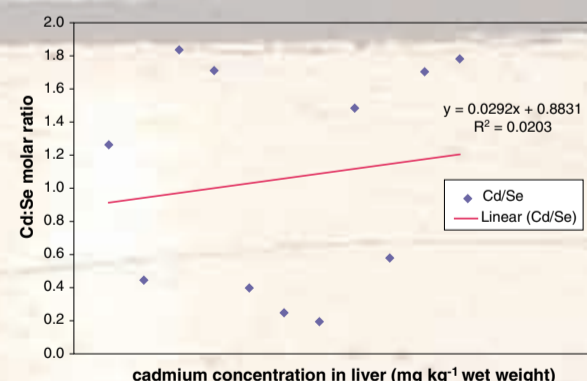 2.0
1.8
1.6
1.4
1.2
1.0
0.8
0.6
0.4
0.2
0.0
Cd:Se molar ratio
y = 0.0292x + 0.8831
R² = 0.0203
Cd/Se
Linear (Cd/Se)
cadmium concentration in liver (mg kg⁻¹ wet weight)